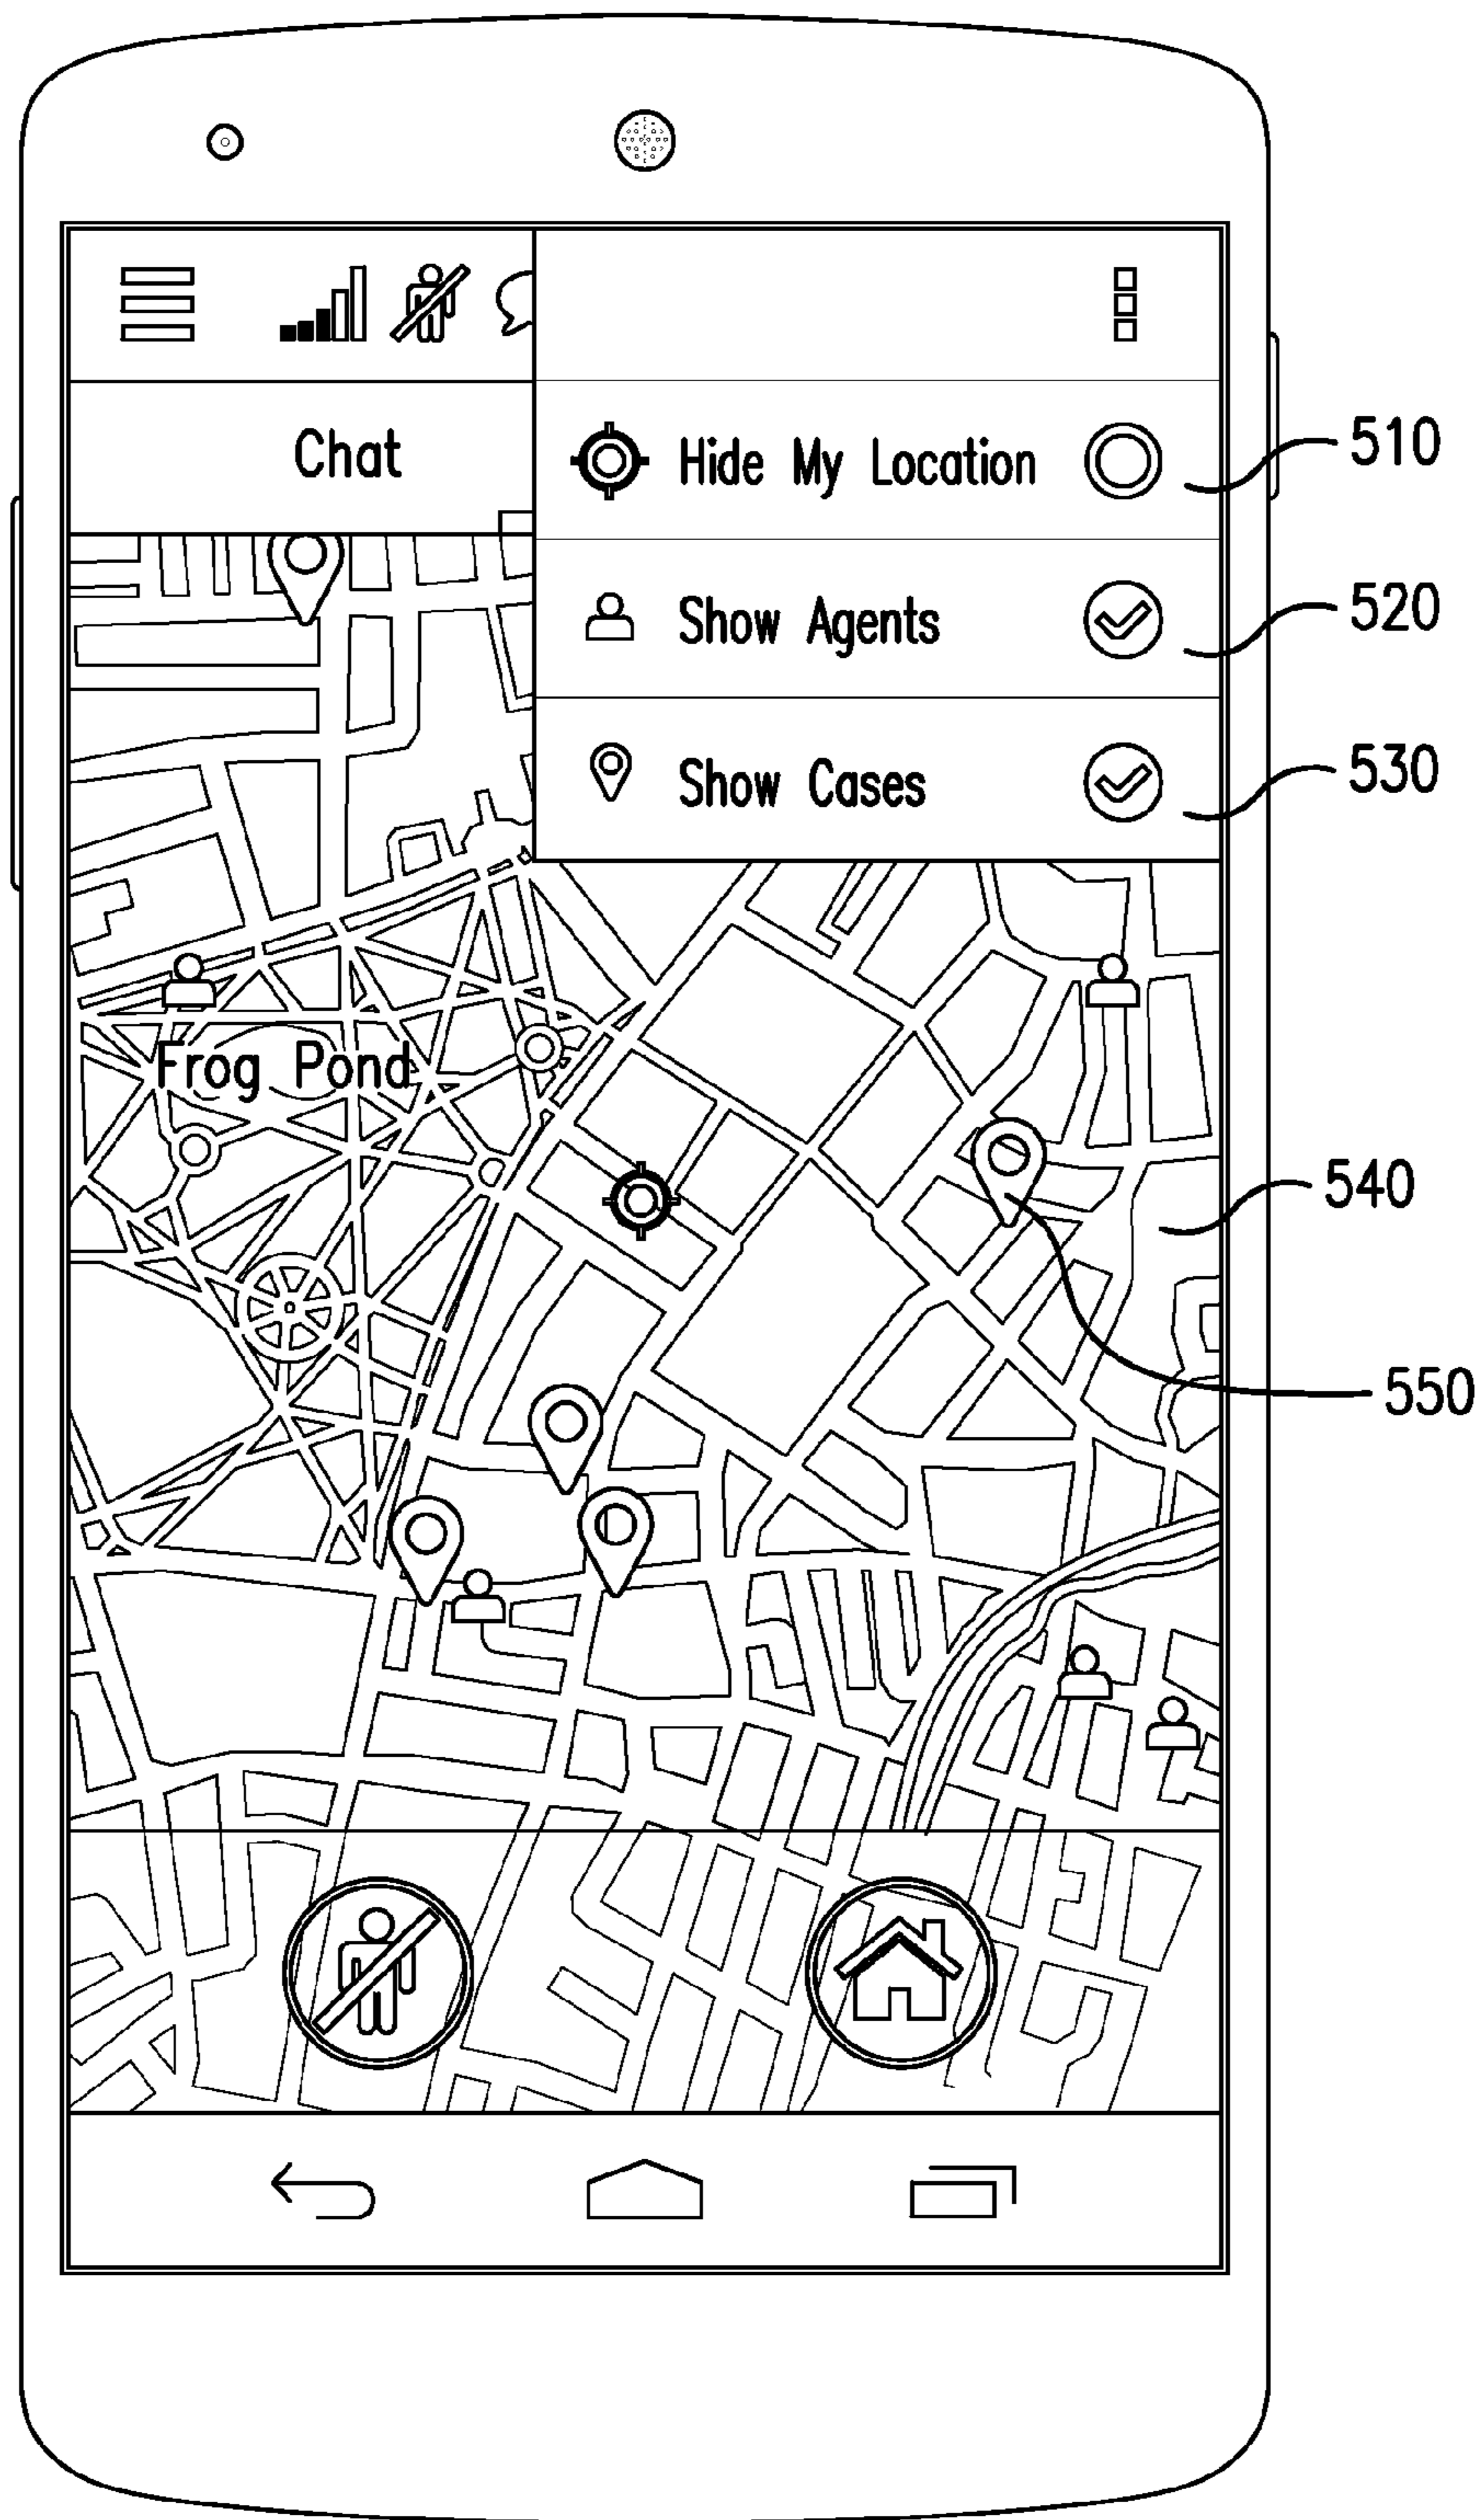 Chat
Hide My Location
510
Show Agents
520
Show Cases
530
Frog Pond
540
550